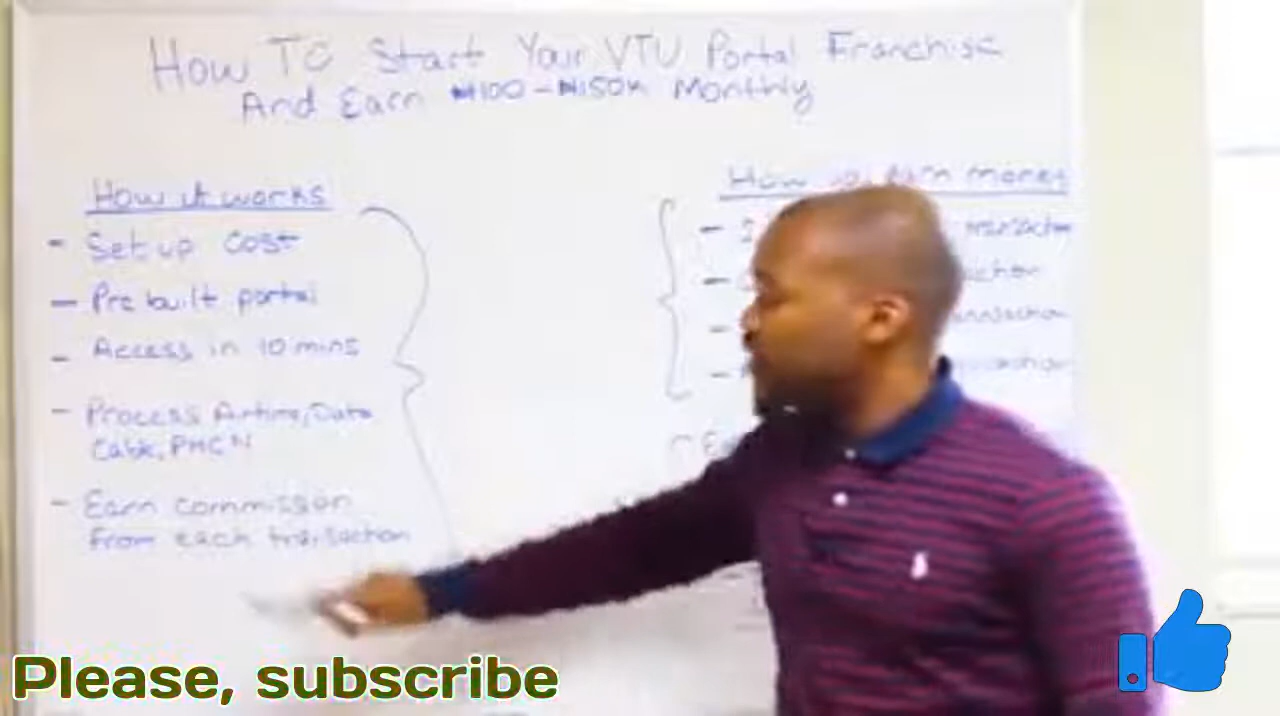 How To Start Your VTU Portal Franchise
And Earn ₦100 - ₦150K Monthly
How it works
- Set up cost
- Pre built portal
- Access in 10 mins
- Process Airtime, Data
Cable, PHCN
- Earn commission
from each transaction
How earn money
Please, subscribe